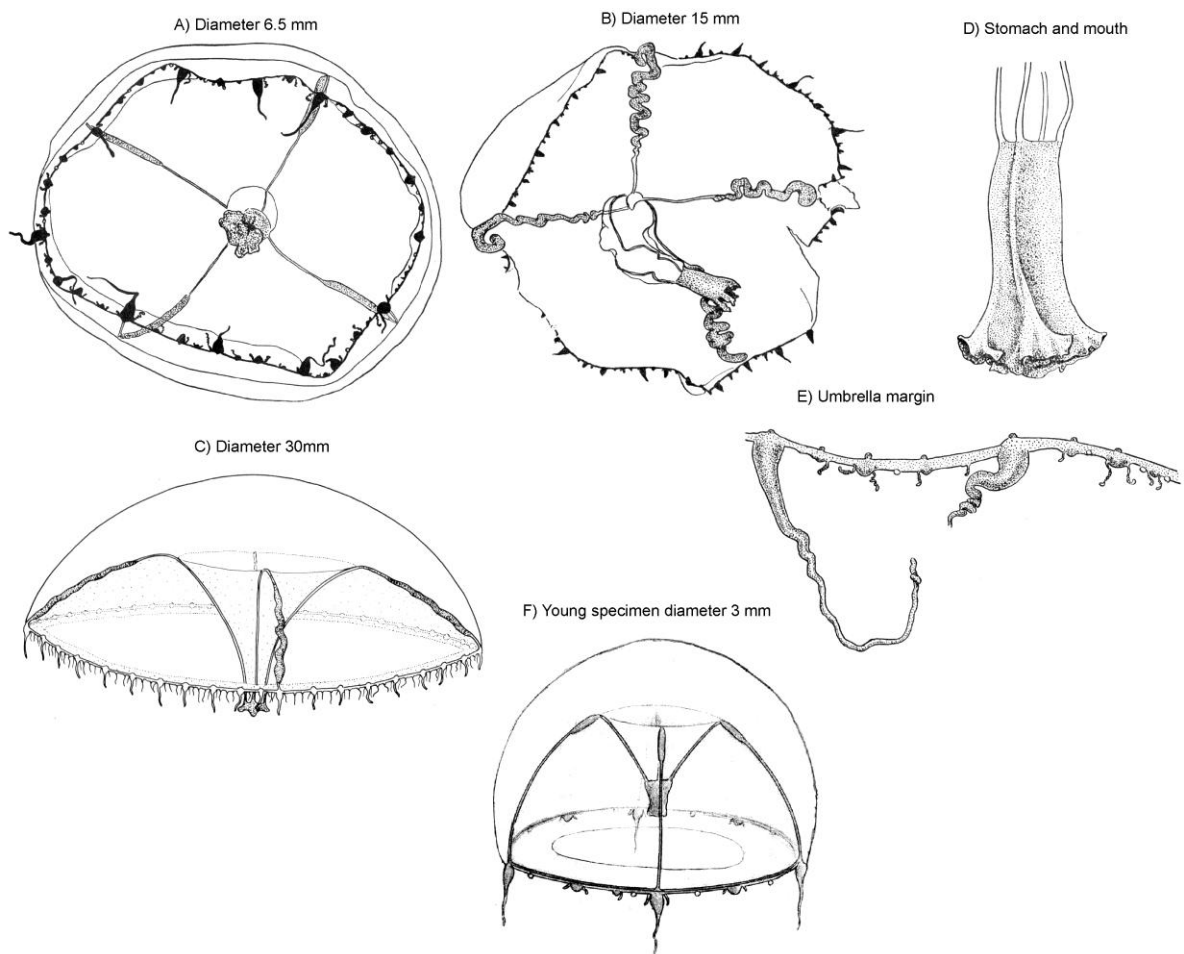 A) Diameter 6.5 mm
B) Diameter 15 mm
D) Stomach and mouth
E) Umbrella margin
C) Diameter 30mm
F) Young specimen diameter 3 mm